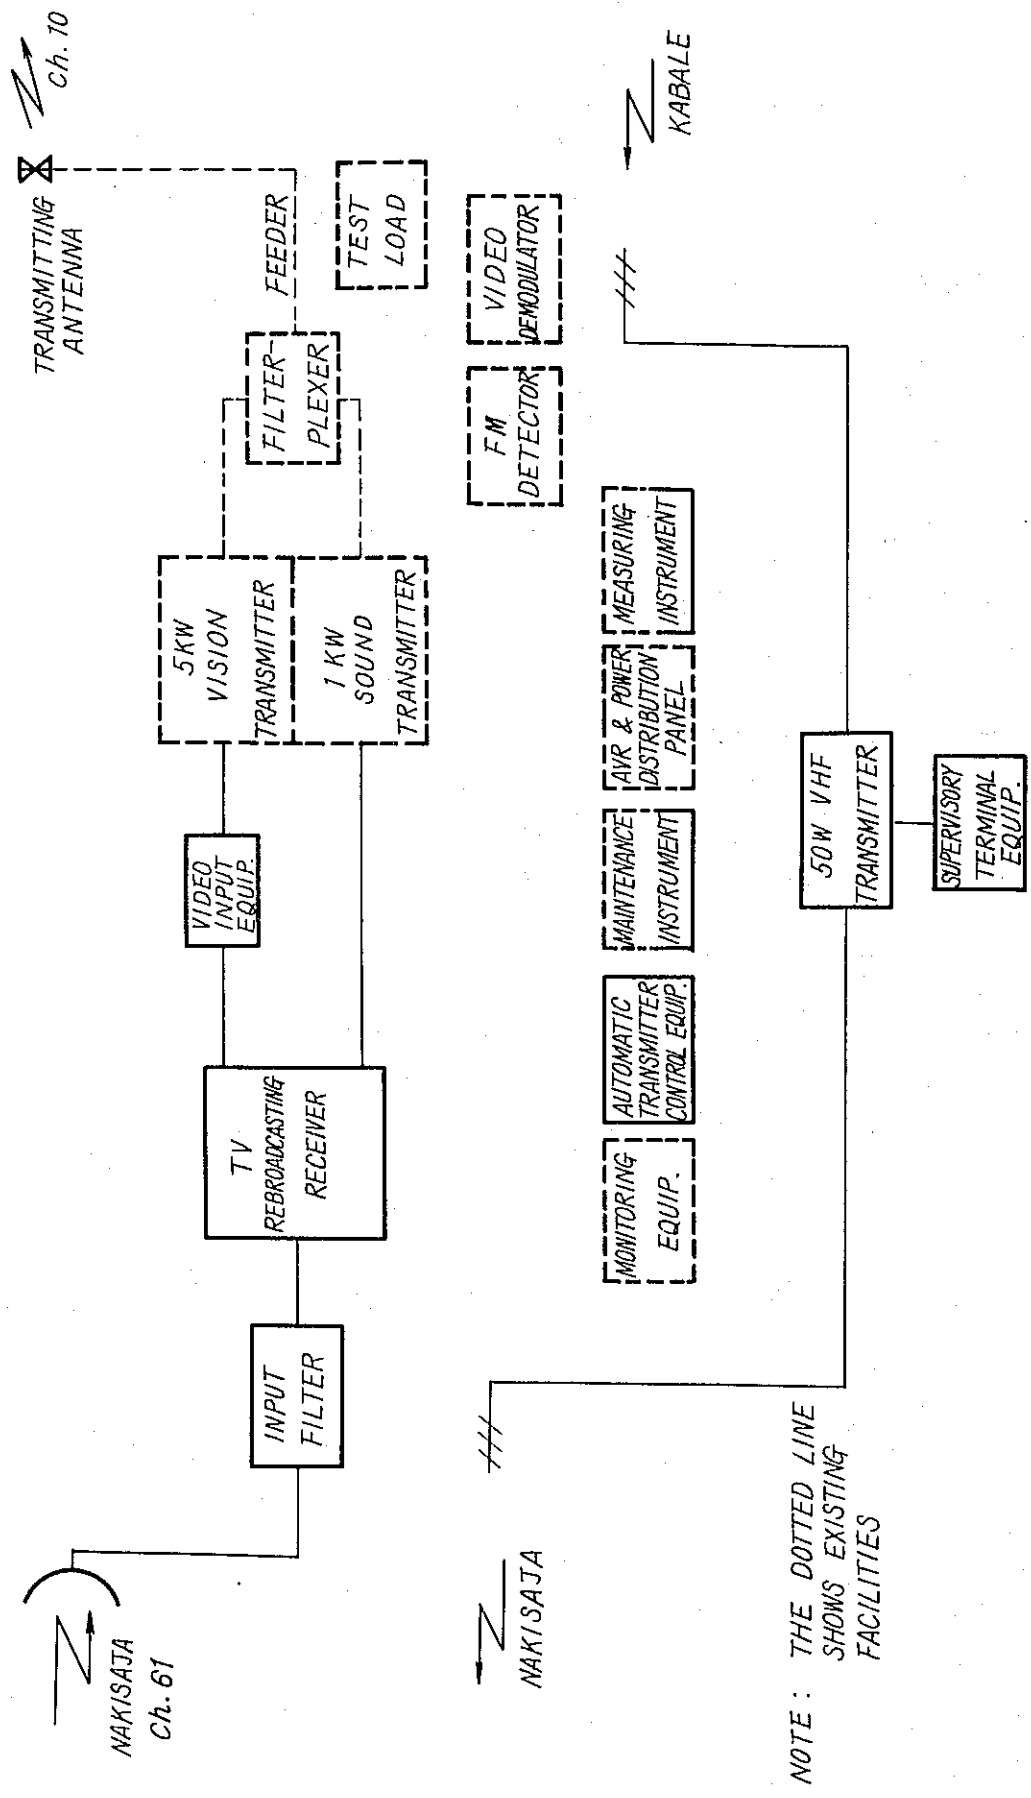 NAKISAJA
Ch. 61
INPUT
FILTER
TV
REBROADCASTING
RECEIVER
VIDEO
INPUT
EQUIP.
5KW
VISION
TRANSMITTER
1 KW
SOUND
TRANSMITTER
FILTER-
PLEXER
FEEDER
TRANSMITTING
ANTENNA
Ch. 10
TEST
LOAD
FM
DETECTOR
VIDEO
DEMODULATOR
MONITORING
EQUIP.
AUTOMATIC
TRANSMITTER
CONTROL EQUIP.
MAINTENANCE
INSTRUMENT
AVR & POWER
DISTRIBUTION
PANEL
MEASURING
INSTRUMENT
NAKISAJA
KABALE
50W VHF
TRANSMITTER
SUPERVISORY
TERMINAL
EQUIP.
NOTE : THE DOTTED LINE
SHOWS EXISTING
FACILITIES